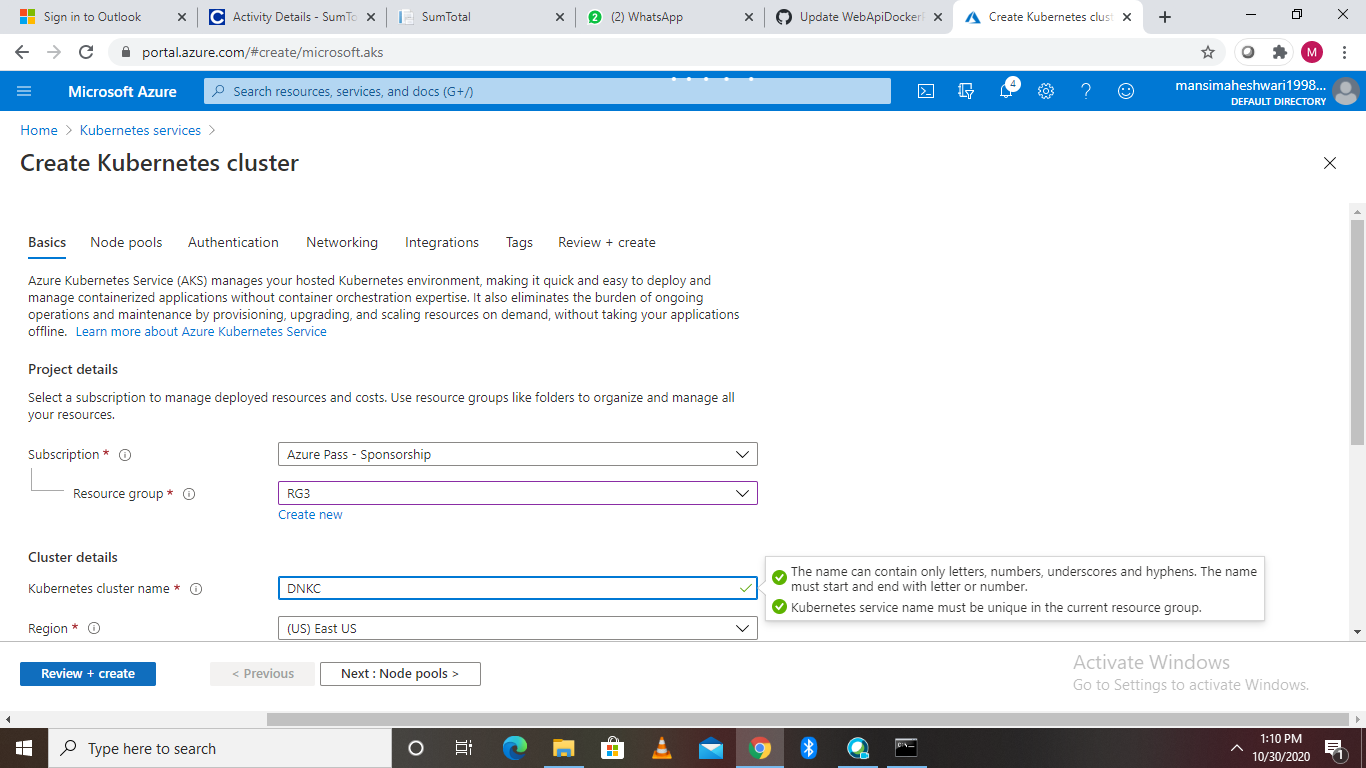 Sign in to Outlook
Activity Details - SumTo
SumTotal
2 (2) WhatsApp
Update WebApiDocker
Create Kubernetes clust
portal.azure.com/#create/microsoft.aks
M
Microsoft Azure
Search resources, services, and docs (G+/)
4
mansimaheshwari1998...
DEFAULT DIRECTORY
Home > Kubernetes services >
Create Kubernetes cluster
Basics Node pools Authentication Networking Integrations Tags Review + create
Azure Kubernetes Service (AKS) manages your hosted Kubernetes environment, making it quick and easy to deploy and
manage containerized applications without container orchestration expertise. It also eliminates the burden of ongoing
operations and maintenance by provisioning, upgrading, and scaling resources on demand, without taking your applications
offline. Learn more about Azure Kubernetes Service
Project details
Select a subscription to manage deployed resources and costs. Use resource groups like folders to organize and manage all
your resources.
Subscription *
Azure Pass - Sponsorship
Resource group *
RG3
Create new
Cluster details
Kubernetes cluster name *
DNKC
The name can contain only letters, numbers, underscores and hyphens. The name
must start and end with letter or number.
Kubernetes service name must be unique in the current resource group.
Region *
(US) East US
Review + create
< Previous
Next : Node pools >
Activate Windows
Go to Settings to activate Windows.
Type here to search
1:10 PM
10/30/2020
1